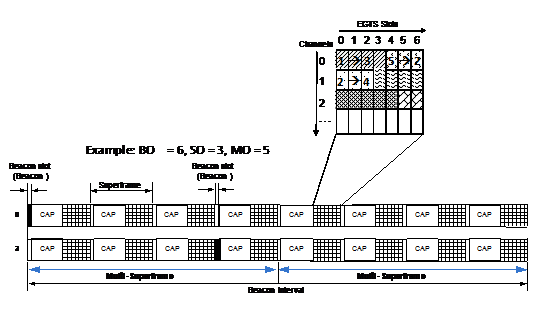 EGTS Slots
0 1 2 3 4 5 6
Channels
0 1 3 5 2
1 2 4
2
.....
Example: BO = 6, SO = 3, MO = 5
Beacon slot
(Beacon )
Superframe
Beacon slot
(Beacon )
CAP CAP CAP CAP CAP CAP CAP CAP
CAP CAP CAP CAP CAP CAP CAP CAP
Multi - Superframe Multi - Superframe
Beacon Interval